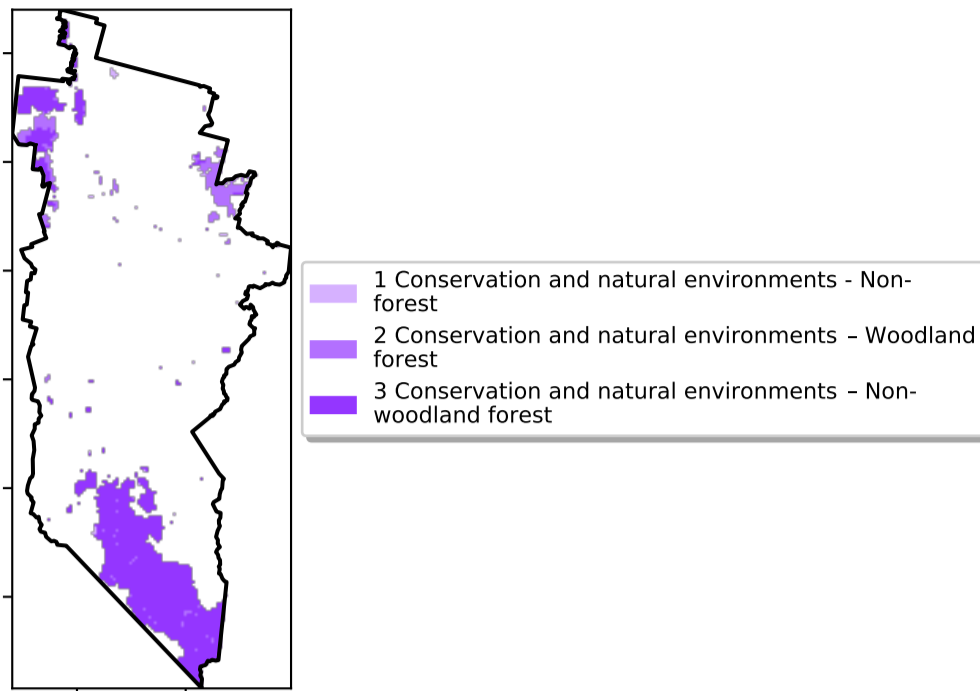 1 Conservation and natural environments - Non-
forest
2 Conservation and natural environments – Woodland
forest
3 Conservation and natural environments – Non-
woodland forest